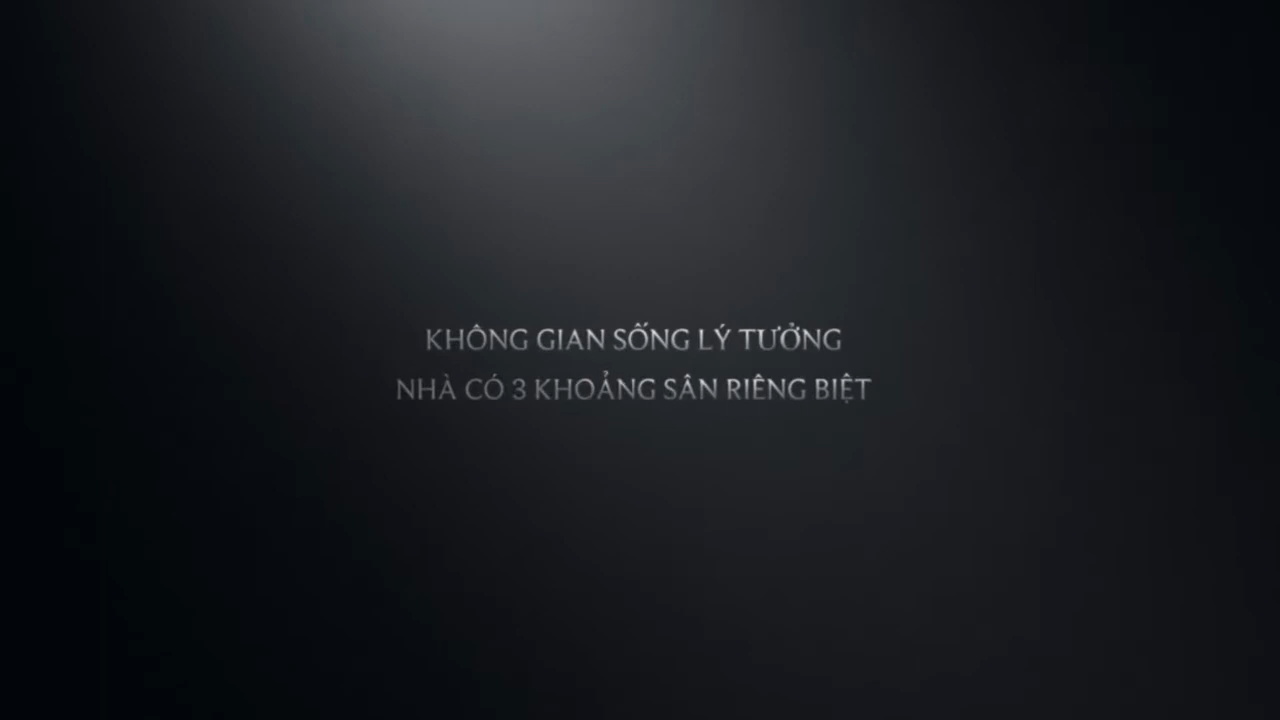 KHÔNG GIAN SỐNG LÝ TƯỞNG
NHÀ CÓ 3 KHOẢNG SÂN RIÊNG BIỆT